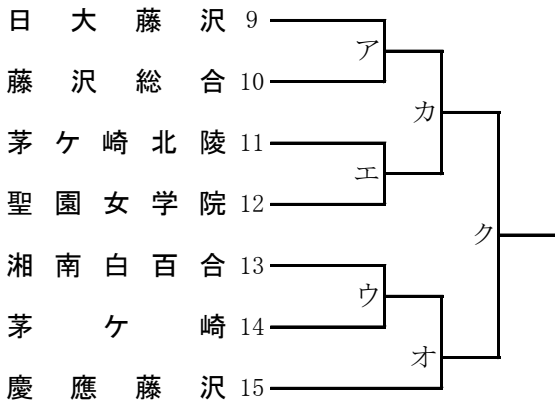 日大藤沢 9
ア
藤沢総合 10
カ
茅ケ崎北陵 11
エ
聖園女学院 12
ク
湘南白百合 13
ウ
茅ケ崎 14
オ
慶應藤沢 15